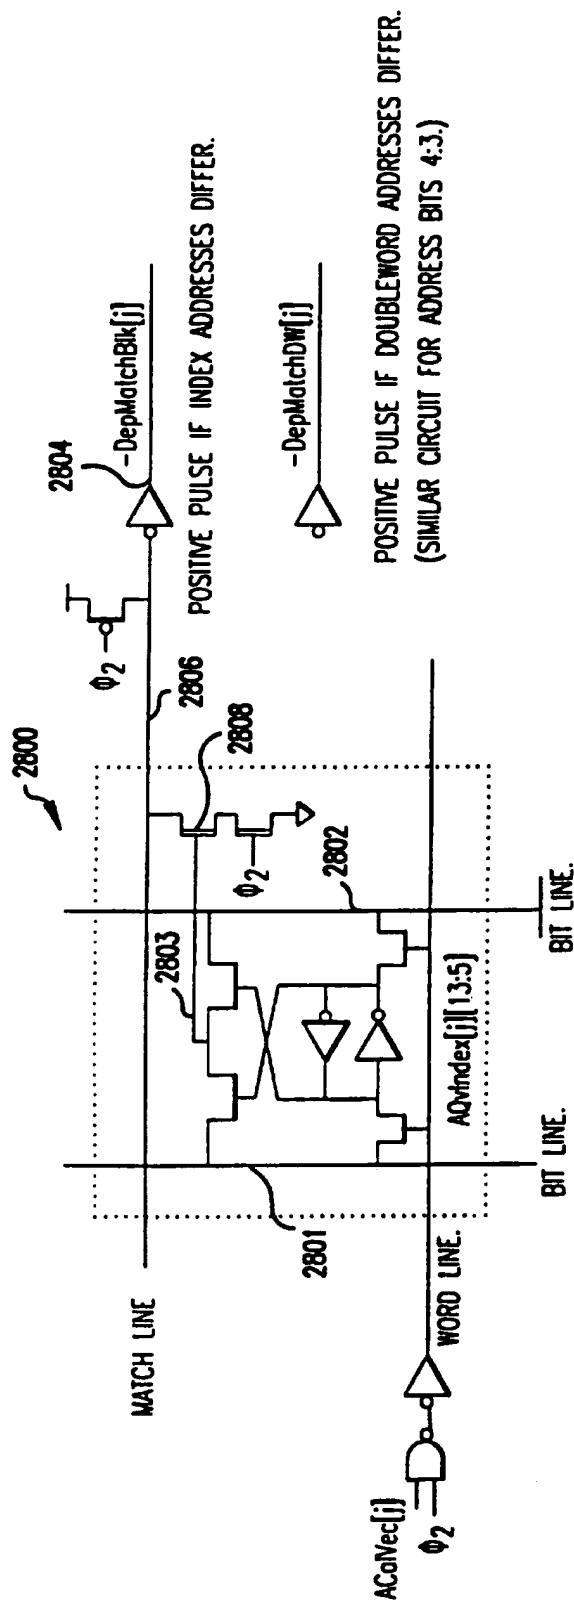 2800
MATCH LINE
2803
2806
Φ2
2804
-DepMatchBlk[j]
POSITIVE PULSE IF INDEX ADDRESSES DIFFER.
2808
Φ2
2802
2801
-DepMatchDW[j]
POSITIVE PULSE IF DOUBLEWORD ADDRESSES DIFFER.
(SIMILAR CIRCUIT FOR ADDRESS BITS 4:3.)
AQvIndex[j][13:5]
ACalVec[j]
Φ2
WORD LINE.
BIT LINE.
BIT LINE.